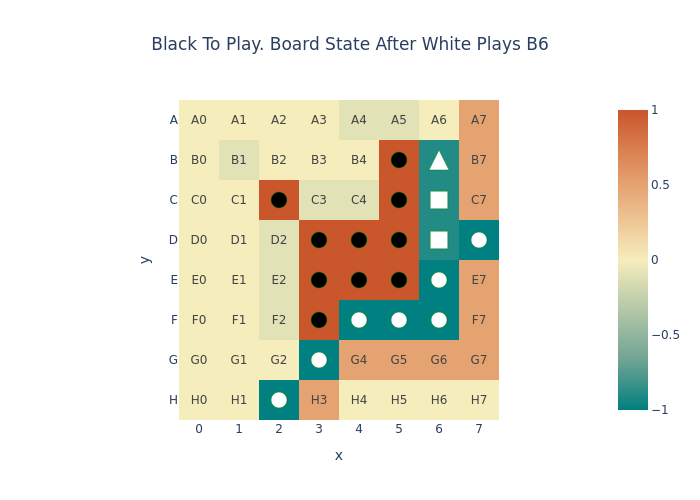 Black To Play. Board State After White Plays B6
A A0 A1 A2 A3 A4 A5 A6 A7
B B0 B1 B2 B3 B4 B7
C C0 C1 C3 C4 C7
D D0 D1 D2
E E0 E1 E2 E7
F F0 F1 F2 F7
G G0 G1 G2 G4 G5 G6 G7
H H0 H1 H3 H4 H5 H6 H7
0 1 2 3 4 5 6 7
x
y
1
0.5
0
−0.5
−1